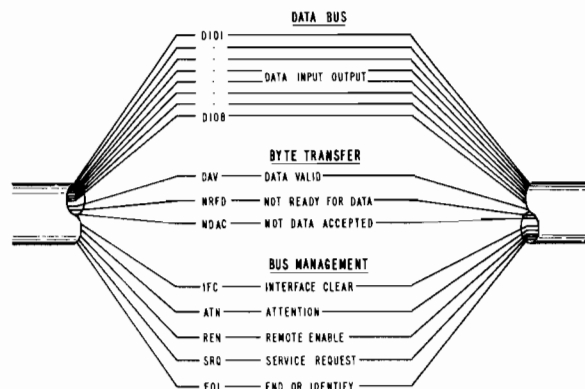 DATA BUS
DIO1
DATA INPUT OUTPUT
DIO8
BYTE TRANSFER
DAV DATA VALID
NRFD NOT READY FOR DATA
NDAC NOT DATA ACCEPTED
BUS MANAGEMENT
IFC INTERFACE CLEAR
ATN ATTENTION
REN REMOTE ENABLE
SRQ SERVICE REQUEST
EOI END OR IDENTIFY